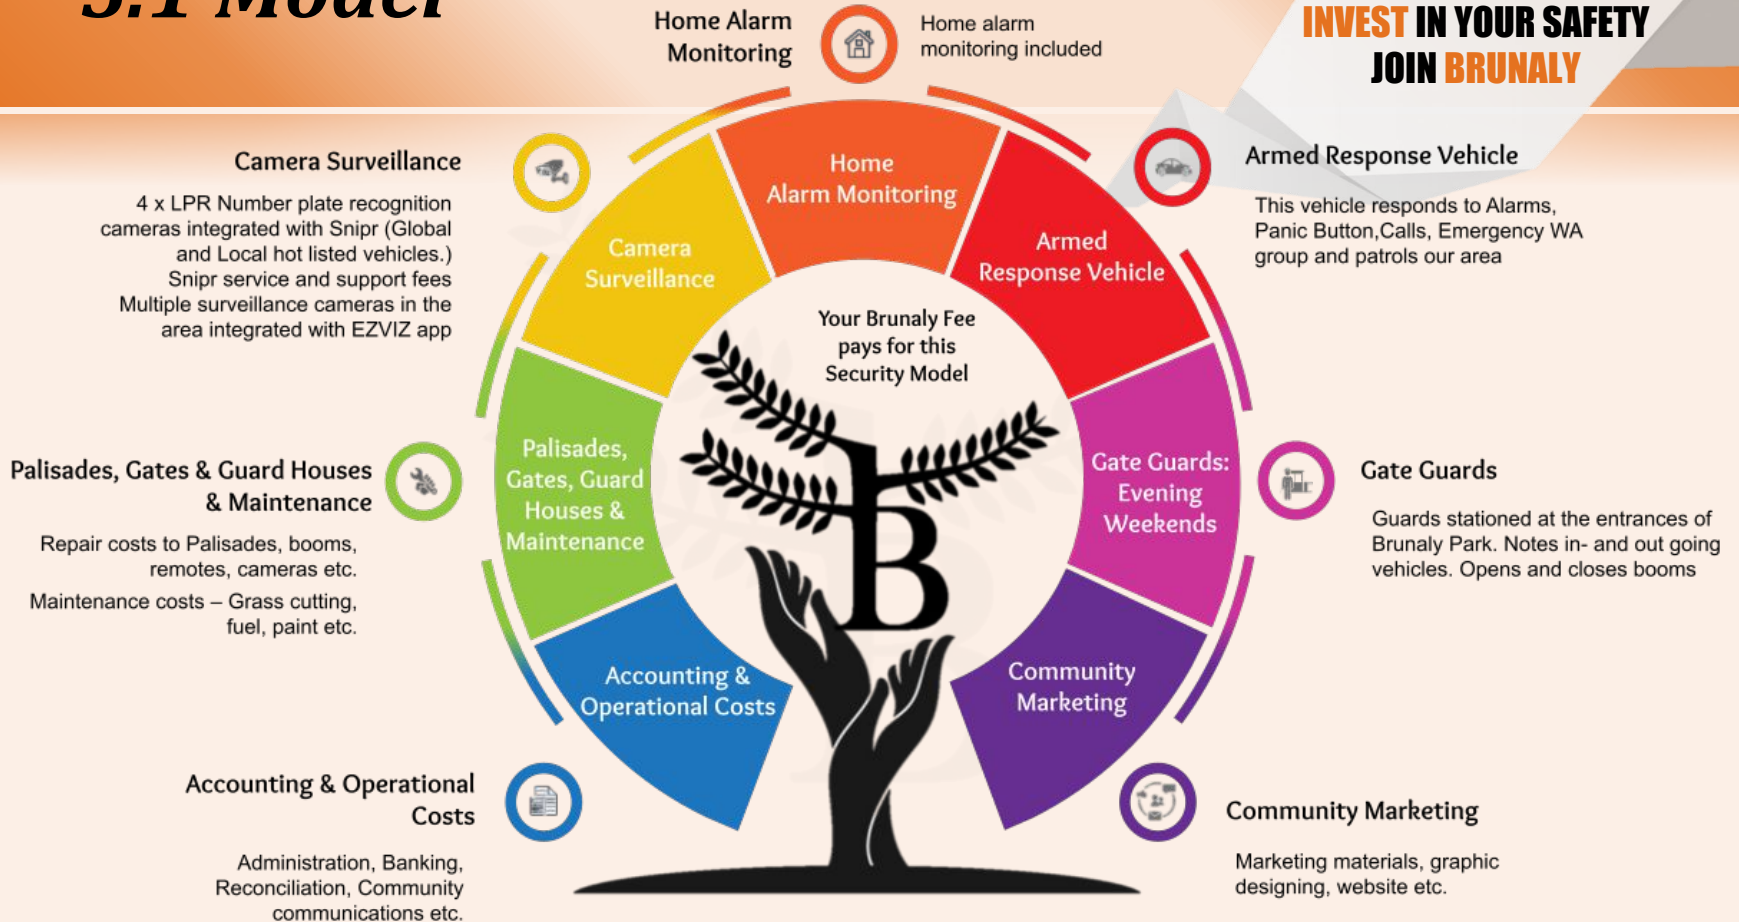 5.1 Model
INVEST IN YOUR SAFETY
JOIN BRUNALY
Home Alarm
Monitoring
Home alarm
monitoring included
Camera Surveillance
4 x LPR Number plate recognition
cameras integrated with Snipr (Global
and Local hot listed vehicles.)
Snipr service and support fees
Multiple surveillance cameras in the
area integrated with EZVIZ app
Armed Response Vehicle
This vehicle responds to Alarms,
Panic Button,Calls, Emergency WA
group and patrols our area
Palisades, Gates & Guard Houses
& Maintenance
Repair costs to Palisades, booms,
remotes, cameras etc.
Maintenance costs – Grass cutting,
fuel, paint etc.
Gate Guards
Guards stationed at the entrances of
Brunaly Park. Notes in- and out going
vehicles. Opens and closes booms
Accounting & Operational
Costs
Administration, Banking,
Reconciliation, Community
communications etc.
Community Marketing
Marketing materials, graphic
designing, website etc.
Home
Alarm Monitoring
Camera
Surveillance
Armed
Response Vehicle
Palisades,
Gates, Guard
Houses &
Maintenance
Gate Guards:
Evening
Weekends
Accounting &
Operational Costs
Community
Marketing
Your Brunaly Fee
pays for this
Security Model
B